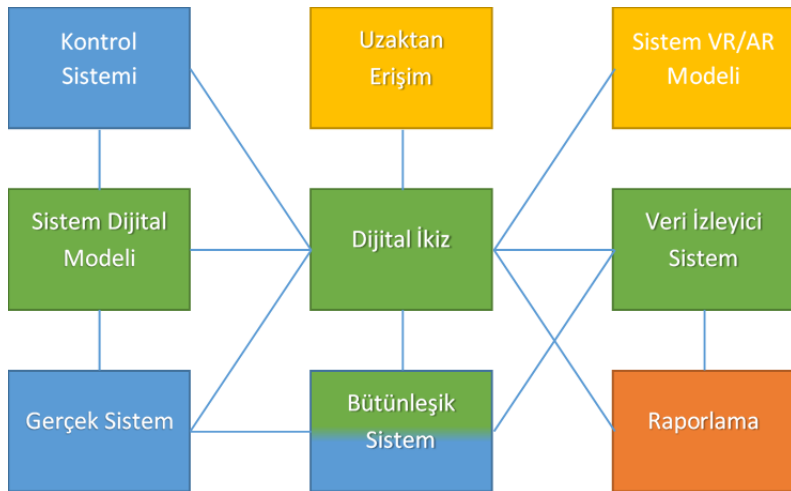 Kontrol
Sistemi
Uzaktan
Erişim
Sistem VR/AR
Modeli
Sistem Dijital
Modeli
Dijital İkiz
Veri İzleyici
Sistem
Gerçek Sistem
Bütünleşik
Sistem
Raporlama